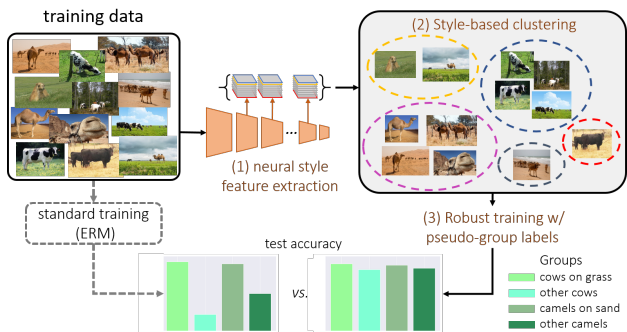 training data
(2) Style-based clustering
{
}
...
(1) neural style
feature extraction
standard training
(ERM)
(3) Robust training w/
pseudo-group labels
test accuracy
vs.
Groups
cows on grass
other cows
camels on sand
other camels